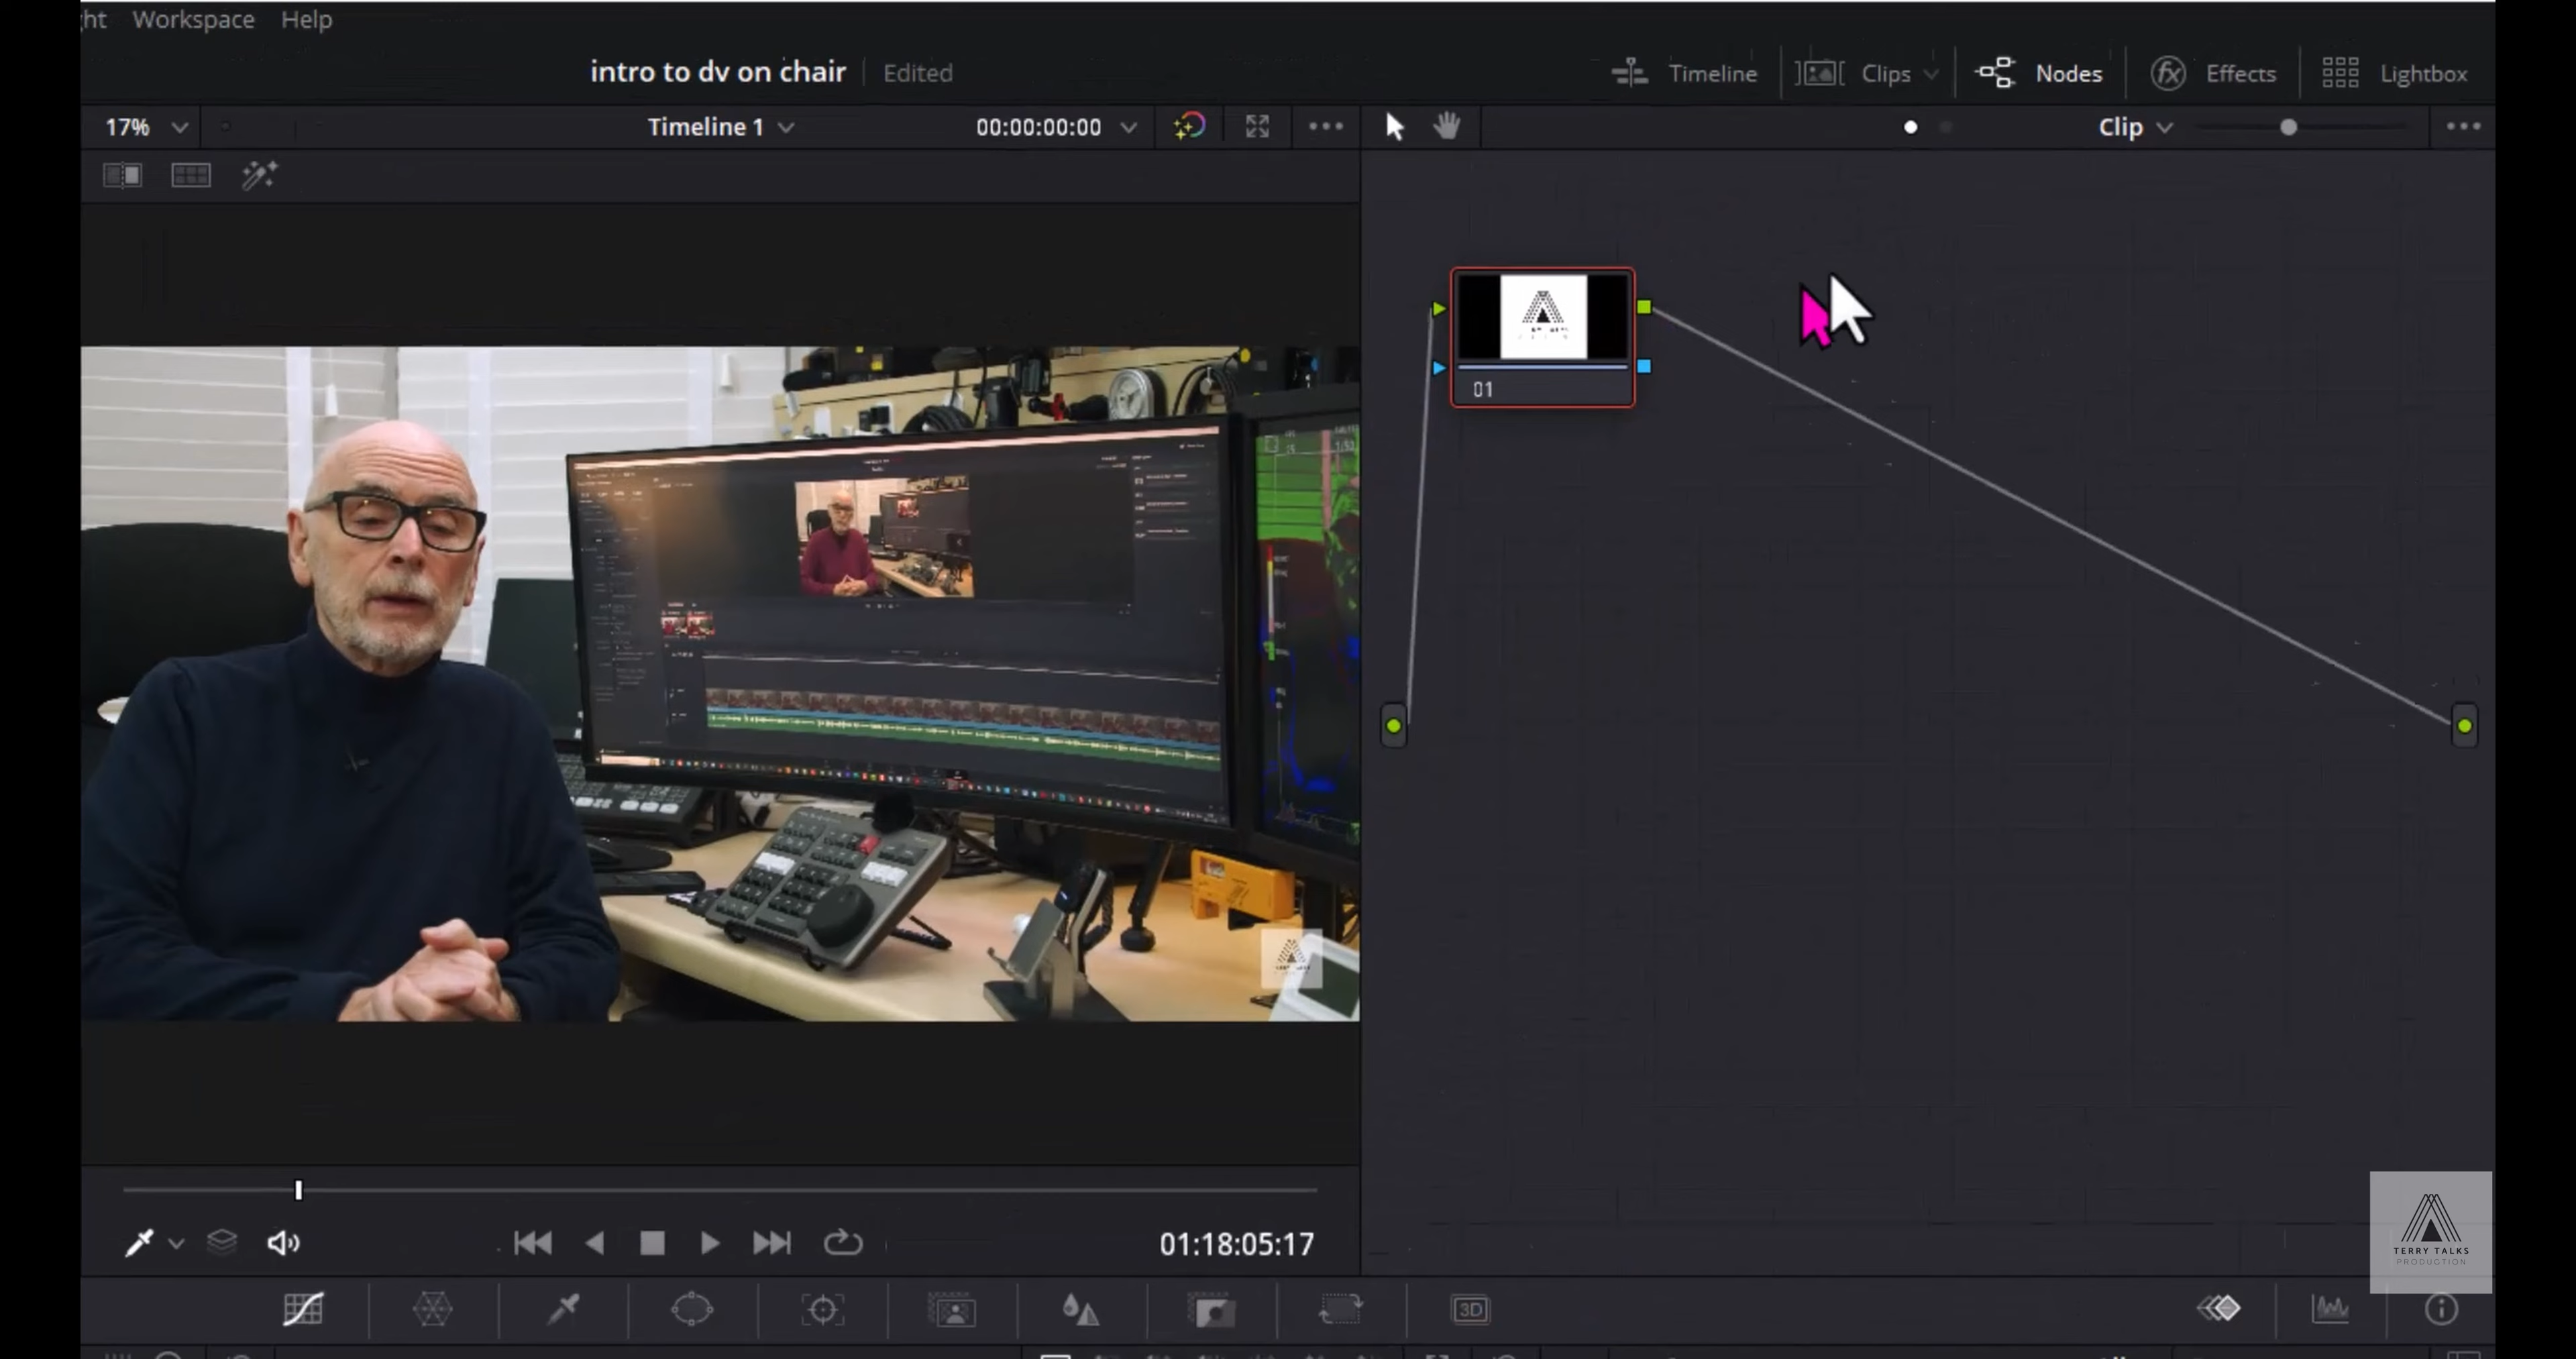 Workspace Help
intro to dv on chair Edited
Timeline Clips Nodes Effects Lightbox
17% Timeline 1 00:00:00:00 Clip
01
01:18:05:17
3D
TERRY TALKS
PRODUCTION